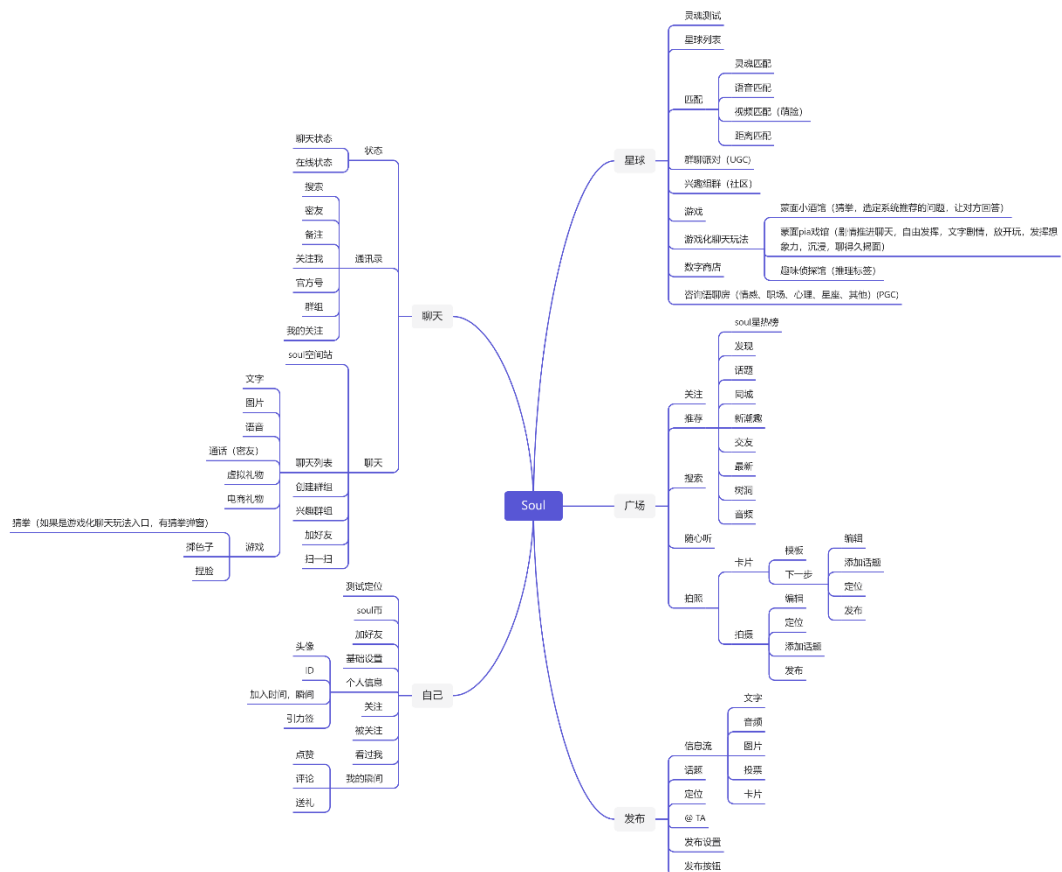 Soul
星球
灵魂测试
星球列表
匹配
灵魂匹配
语音匹配
视频匹配（萌脸）
距离匹配
群聊派对（UGC）
兴趣组群（社区）
游戏
游戏化聊天玩法
蒙面小酒馆（猜拳，选定系统推荐的问题，让对方回答）
蒙面pia戏馆（剧情推进聊天，自由发挥，文字剧情，放开玩，发挥想
象力，沉浸，聊得久揭面）
趣味侦探馆（推理标签）
数字商店
咨询语聊房（情感、职场、心理、星座、其他）(PGC)
广场
关注
推荐
soul星热榜
发现
话题
同城
新潮趣
交友
最新
树洞
音频
搜索
随心听
拍照
卡片
模板
下一步
编辑
添加话题
定位
发布
拍摄
编辑
定位
添加话题
发布
发布
信息流
文字
音频
图片
投票
卡片
话题
定位
@ TA
发布设置
发布按钮
聊天
状态
聊天状态
在线状态
通讯录
搜索
密友
备注
关注我
官方号
群组
我的关注
聊天
soul空间站
聊天列表
文字
图片
语音
通话（密友）
虚拟礼物
电商礼物
游戏
猜拳（如果是游戏化聊天玩法入口，有猜拳弹窗）
掷色子
捏脸
创建群组
兴趣群组
加好友
扫一扫
自己
测试定位
soul币
加好友
基础设置
个人信息
头像
ID
加入时间，瞬间
引力签
关注
被关注
看过我
我的瞬间
点赞
评论
送礼